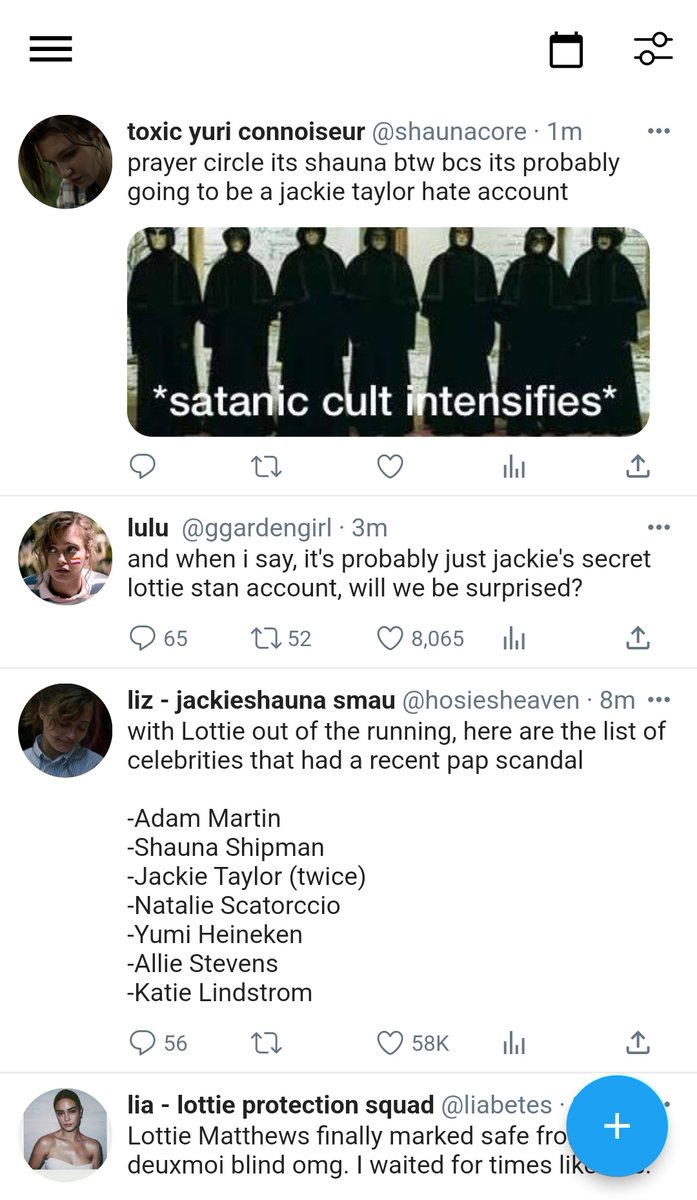 toxic yuri connoiseur @shaunacore · 1m
prayer circle its shauna btw bcs its probably
going to be a jackie taylor hate account
*satanic cult intensifies*
lulu @ggardengirl · 3m
and when i say, it's probably just jackie's secret
lottie stan account, will we be surprised?
65 52 8,065
liz - jackieshauna smau @hosiesheaven · 8m
with Lottie out of the running, here are the list of
celebrities that had a recent pap scandal
-Adam Martin
-Shauna Shipman
-Jackie Taylor (twice)
-Natalie Scatorccio
-Yumi Heineken
-Allie Stevens
-Katie Lindstrom
56 58K
lia - lottie protection squad @liabetes ·
Lottie Matthews finally marked safe
deuxmoi blind omg. I waited for times